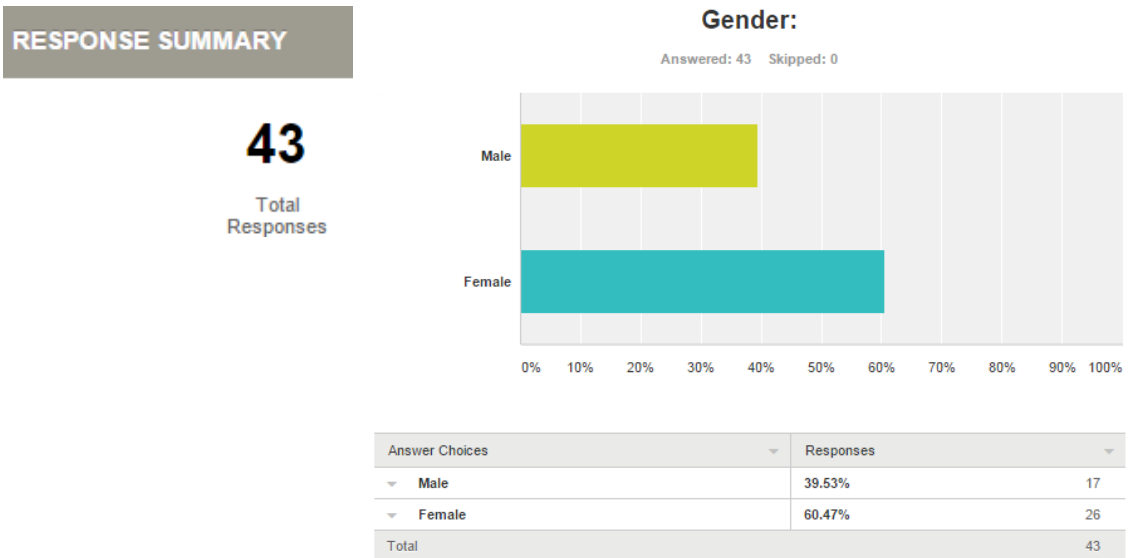 RESPONSE SUMMARY
43
Total
Responses
Gender:
Answered: 43 Skipped: 0
Male
Female
0% 10% 20% 30% 40% 50% 60% 70% 80% 90% 100%
Answer Choices Responses
Male 39.53% 17
Female 60.47% 26
Total 43